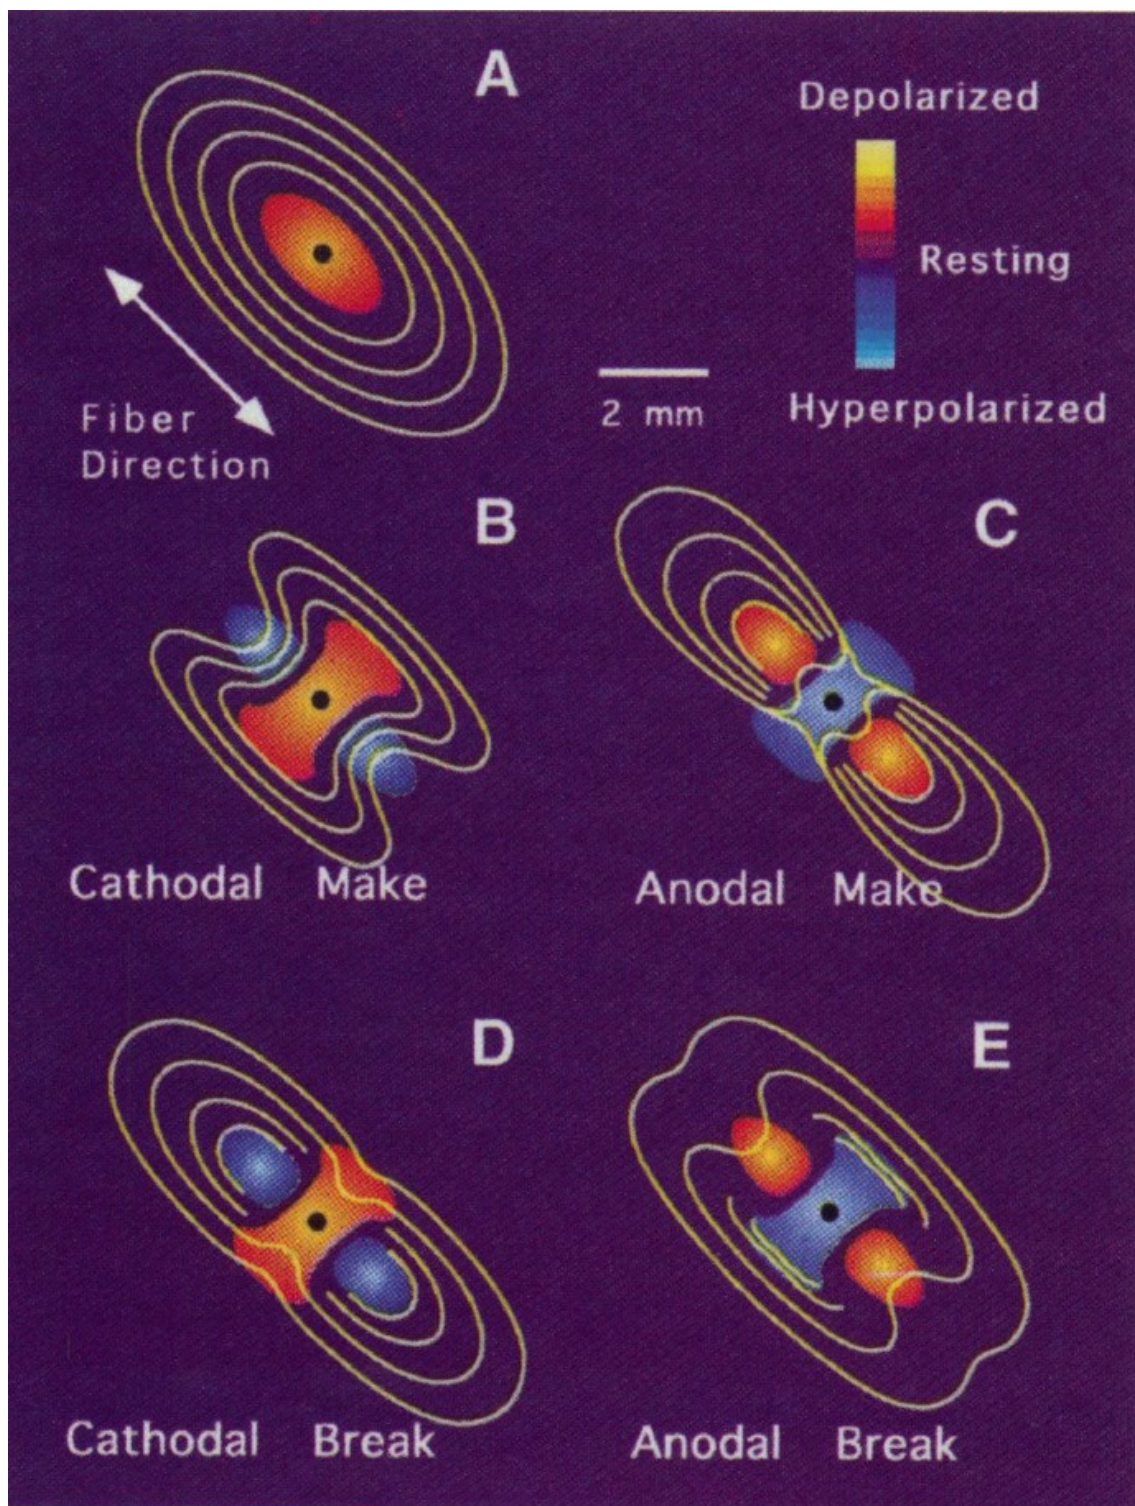 A
Depolarized
Resting
Hyperpolarized
Fiber
Direction
2 mm
B
C
Cathodal Make
Anodal Make
D
E
Cathodal Break
Anodal Break